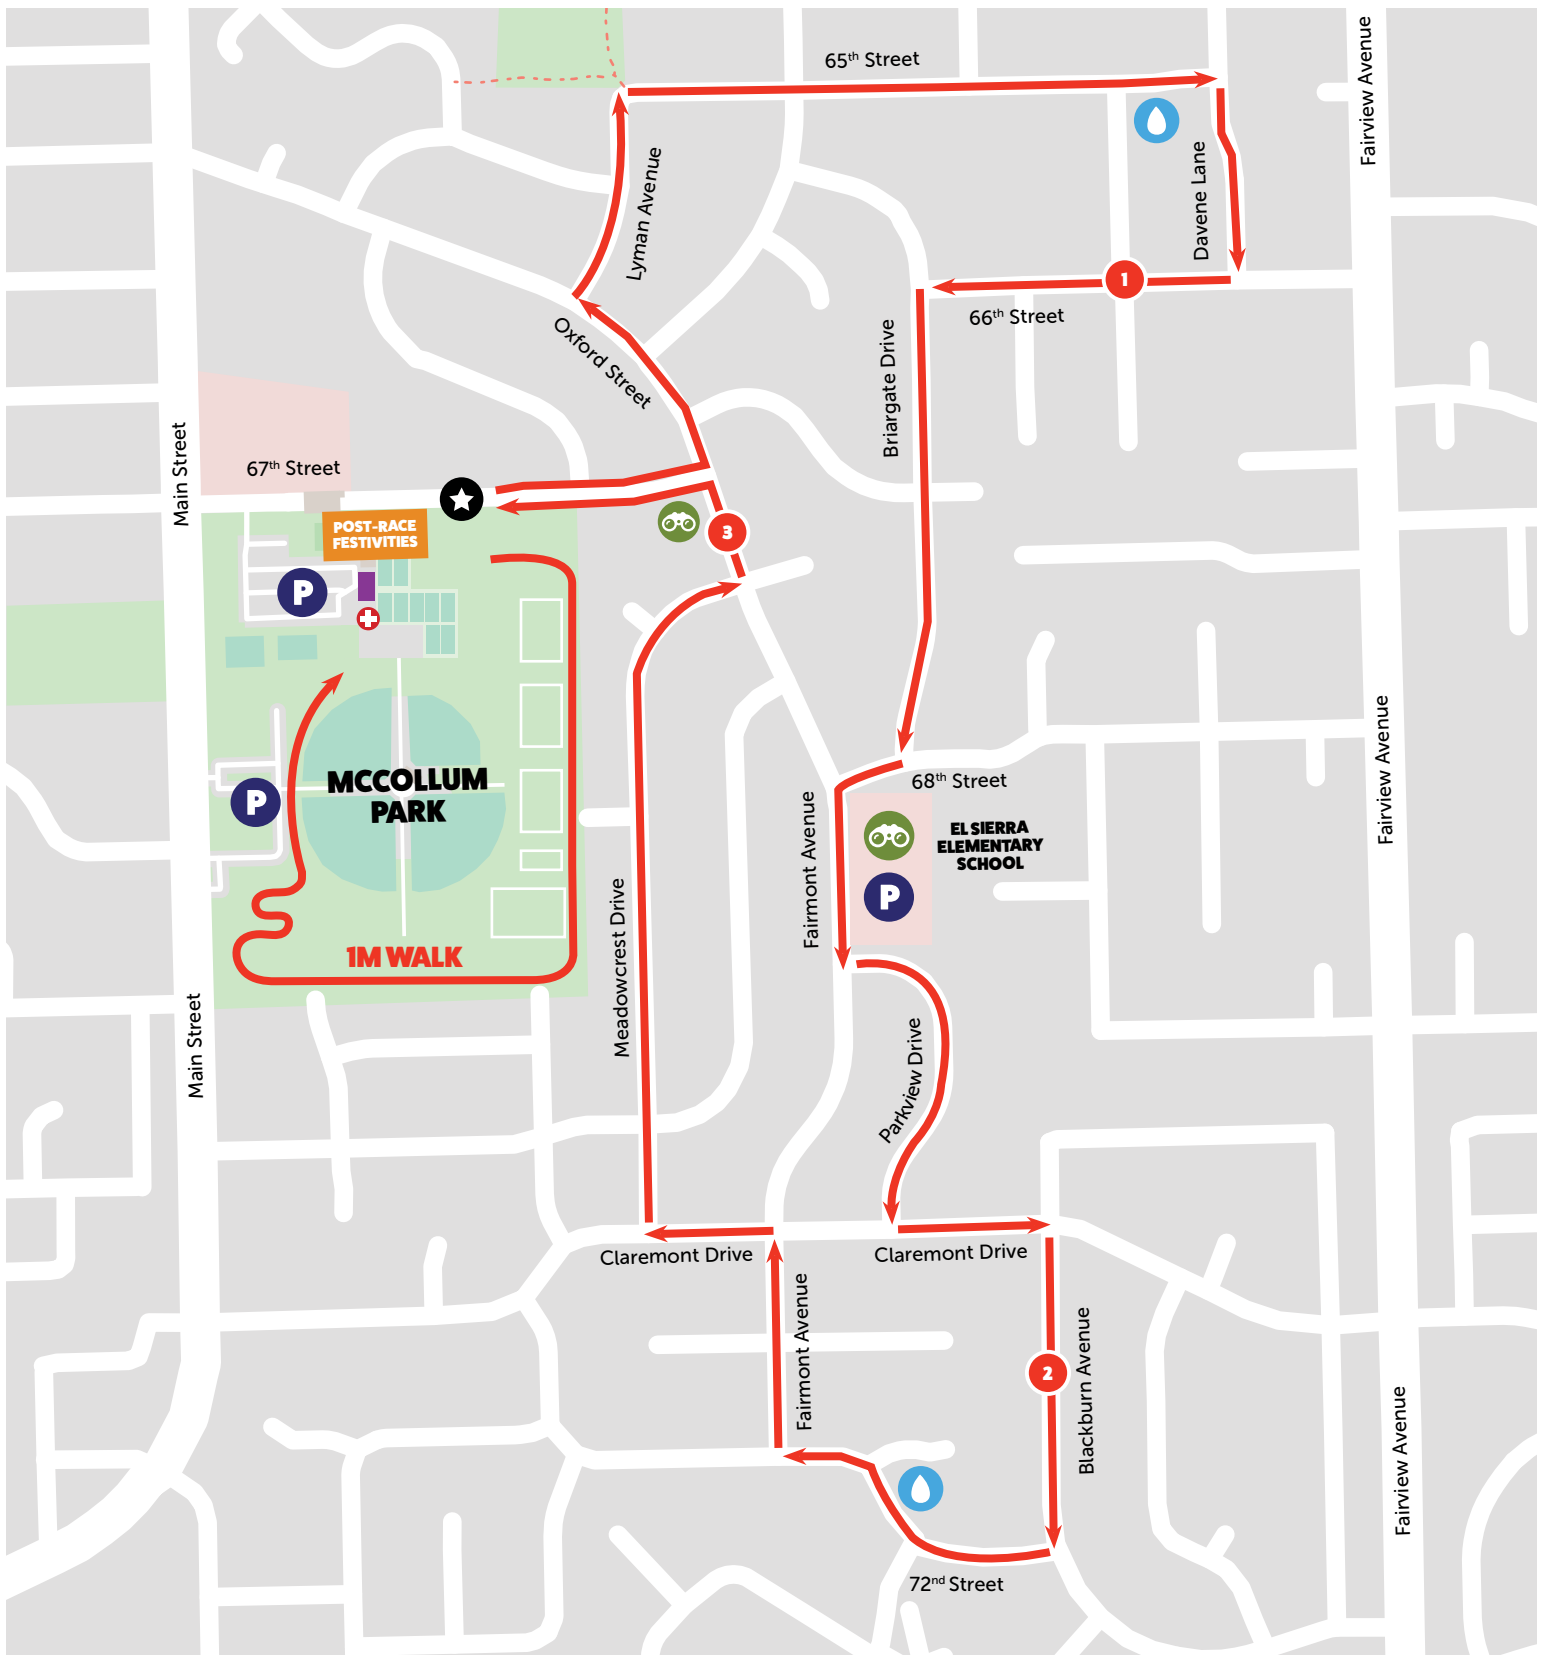 65th Street
Fairview Avenue
Lyman Avenue
Davene Lane
1
66th Street
Oxford Street
Briargate Drive
Main Street
67th Street
POST-RACE
FESTIVITIES
3
P
68th Street
Fairview Avenue
MCCOLLUM
PARK
P
Fairmont Avenue
EL SIERRA
ELEMENTARY
SCHOOL
P
Meadowcrest Drive
1M WALK
Main Street
Parkview Drive
Claremont Drive
Claremont Drive
Fairmont Avenue
2
Blackburn Avenue
Fairview Avenue
72nd Street